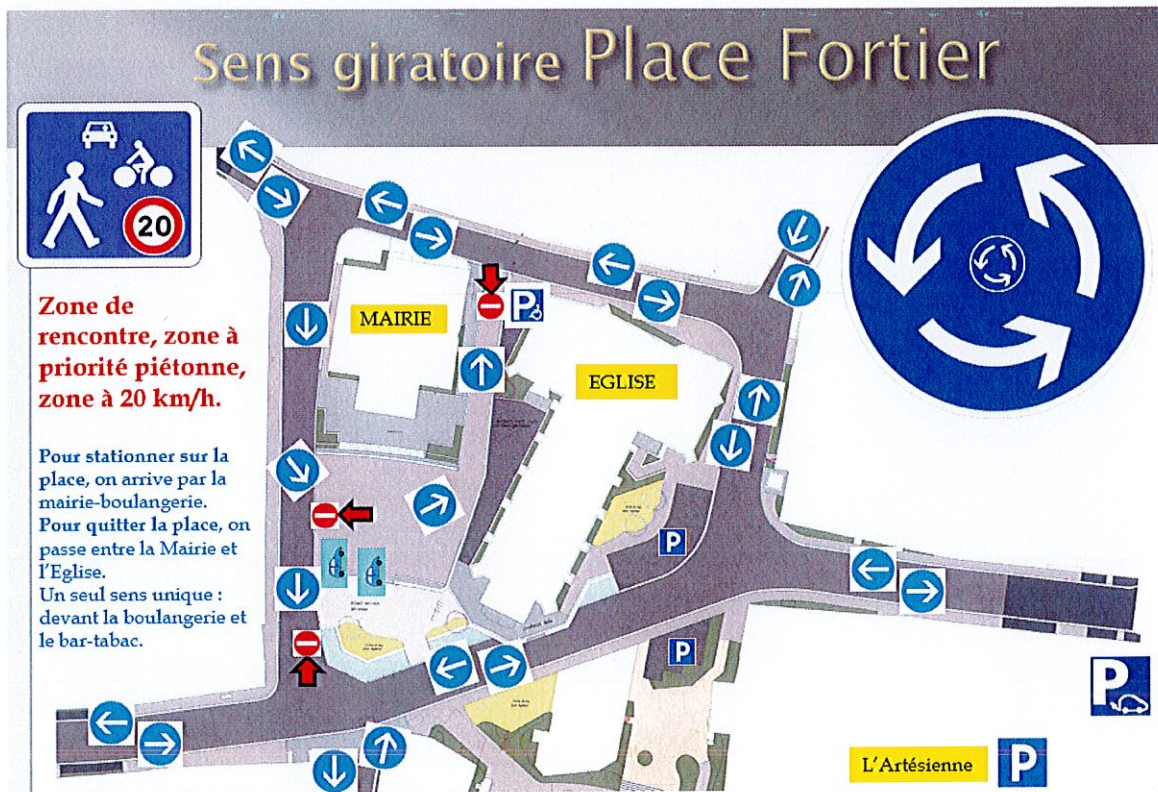 Sens giratoire Place Fortier
20
Zone de
rencontre, zone à
priorité piétonne,
zone à 20 km/h.
Pour stationner sur la
place, on arrive par la
mairie-boulangerie.
Pour quitter la place, on
passe entre la Mairie et
l'Eglise.
Un seul sens unique :
devant la boulangerie et
le bar-tabac.
MAIRIE
P
EGLISE
P
P
P
L'Artésienne
P